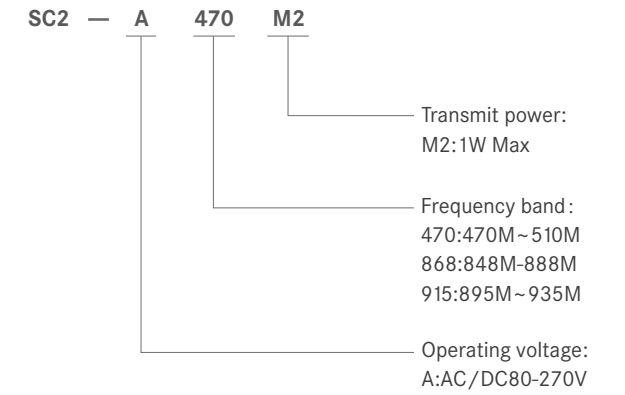 SC2 — A 470 M2
Transmit power:
M2:1W Max
Frequency band:
470:470M~510M
868:848M-888M
915:895M~935M
Operating voltage:
A:AC/DC80-270V